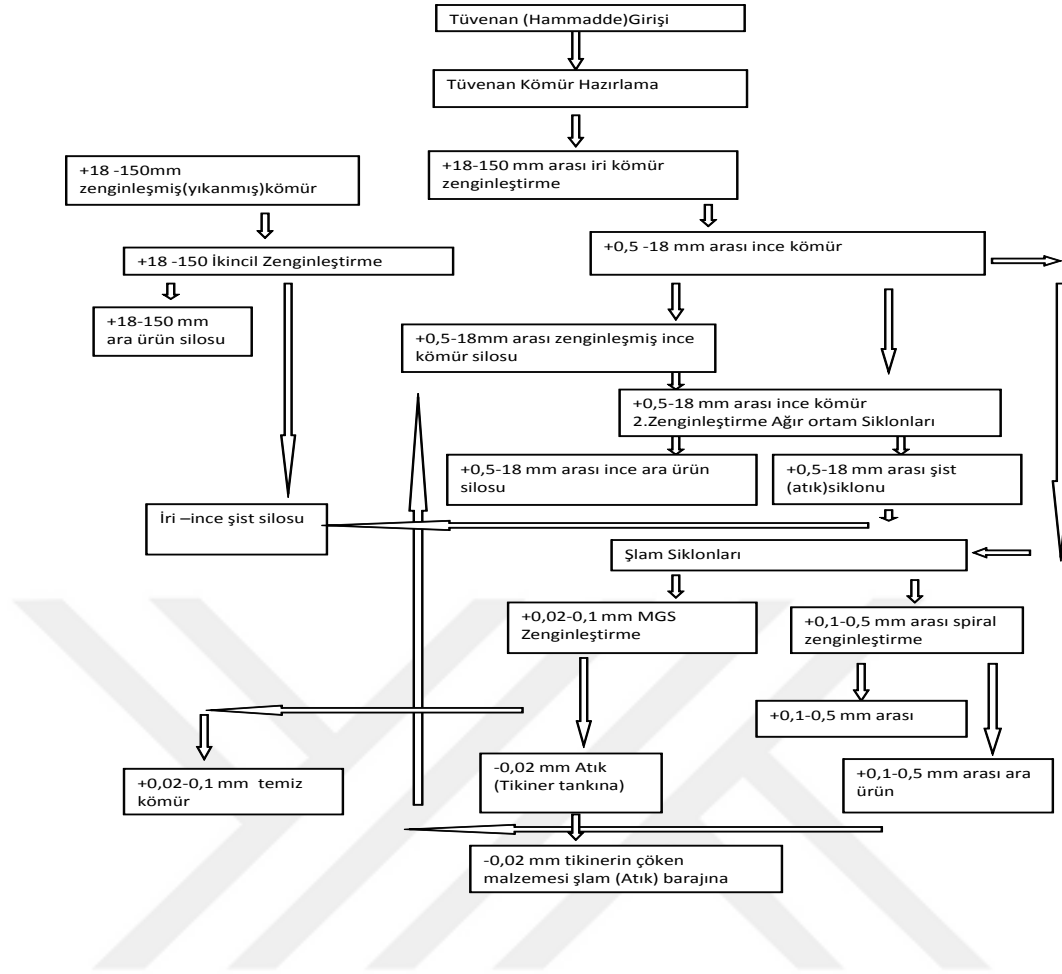 Tüvenan (Hammadde)Girişi
Tüvenan Kömür Hazırlama
+18 -150mm
zenginleşmiş(yıkanmış)kömür
+18-150 mm arası iri kömür
zenginleştirme
+18 -150 İkincil Zenginleştirme
+0,5 -18 mm arası ince kömür
+18-150 mm
ara ürün silosu
+0,5-18mm arası zenginleşmiş ince
kömür silosu
+0,5-18 mm arası ince kömür
2.Zenginleştirme Ağır ortam Siklonları
+0,5-18 mm arası ince ara ürün
silosu
+0,5-18 mm arası şist
(atık)siklonu
İri –ince şist silosu
Şlam Siklonları
+0,02-0,1 mm MGS
Zenginleştirme
+0,1-0,5 mm arası spiral
zenginleştirme
+0,1-0,5 mm arası
+0,02-0,1 mm temiz
kömür
-0,02 mm Atık
(Tikiner tankına)
+0,1-0,5 mm arası ara
ürün
-0,02 mm tikinerin çöken
malzemesi şlam (Atık) barajına